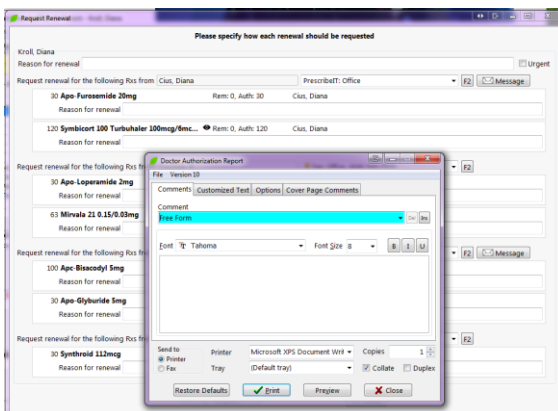 Request Renewal
Please specify how each renewal should be requested
Kroll, Diana
Reason for renewal
Urgent
Request renewal for the following Rxs from Cius, Diana PrescribeIT: Office F2 Message
30 Apo-Furosemide 20mg Rem: 0, Auth: 30 Cius, Diana
Reason for renewal
120 Symbicort 100 Turbuhaler 100mcg/6mc... Rem: 0, Auth: 120 Cius, Diana
Reason for renewal
Request renewal for the following Rxs F2
30 Apo-Loperamide 2mg
Reason for renewal
63 Mirvala 21 0.15/0.03mg
Reason for renewal
Request renewal for the following Rxs F2 Message
100 Apc-Bisacodyl 5mg
Reason for renewal
30 Apo-Glyburide 5mg
Reason for renewal
Request renewal for the following Rxs F2
30 Synthroid 112mcg
Reason for renewal
Doctor Authorization Report
File Version 10
Comments Customized Text Options Cover Page Comments
Comment
Free Form
Ins
Font Tahoma Font Size 8 B I U
Send to
Printer
Fax
Printer Microsoft XPS Document Writ Copies 1
Tray (Default tray) Collate Duplex
Restore Defaults Print Preview Close